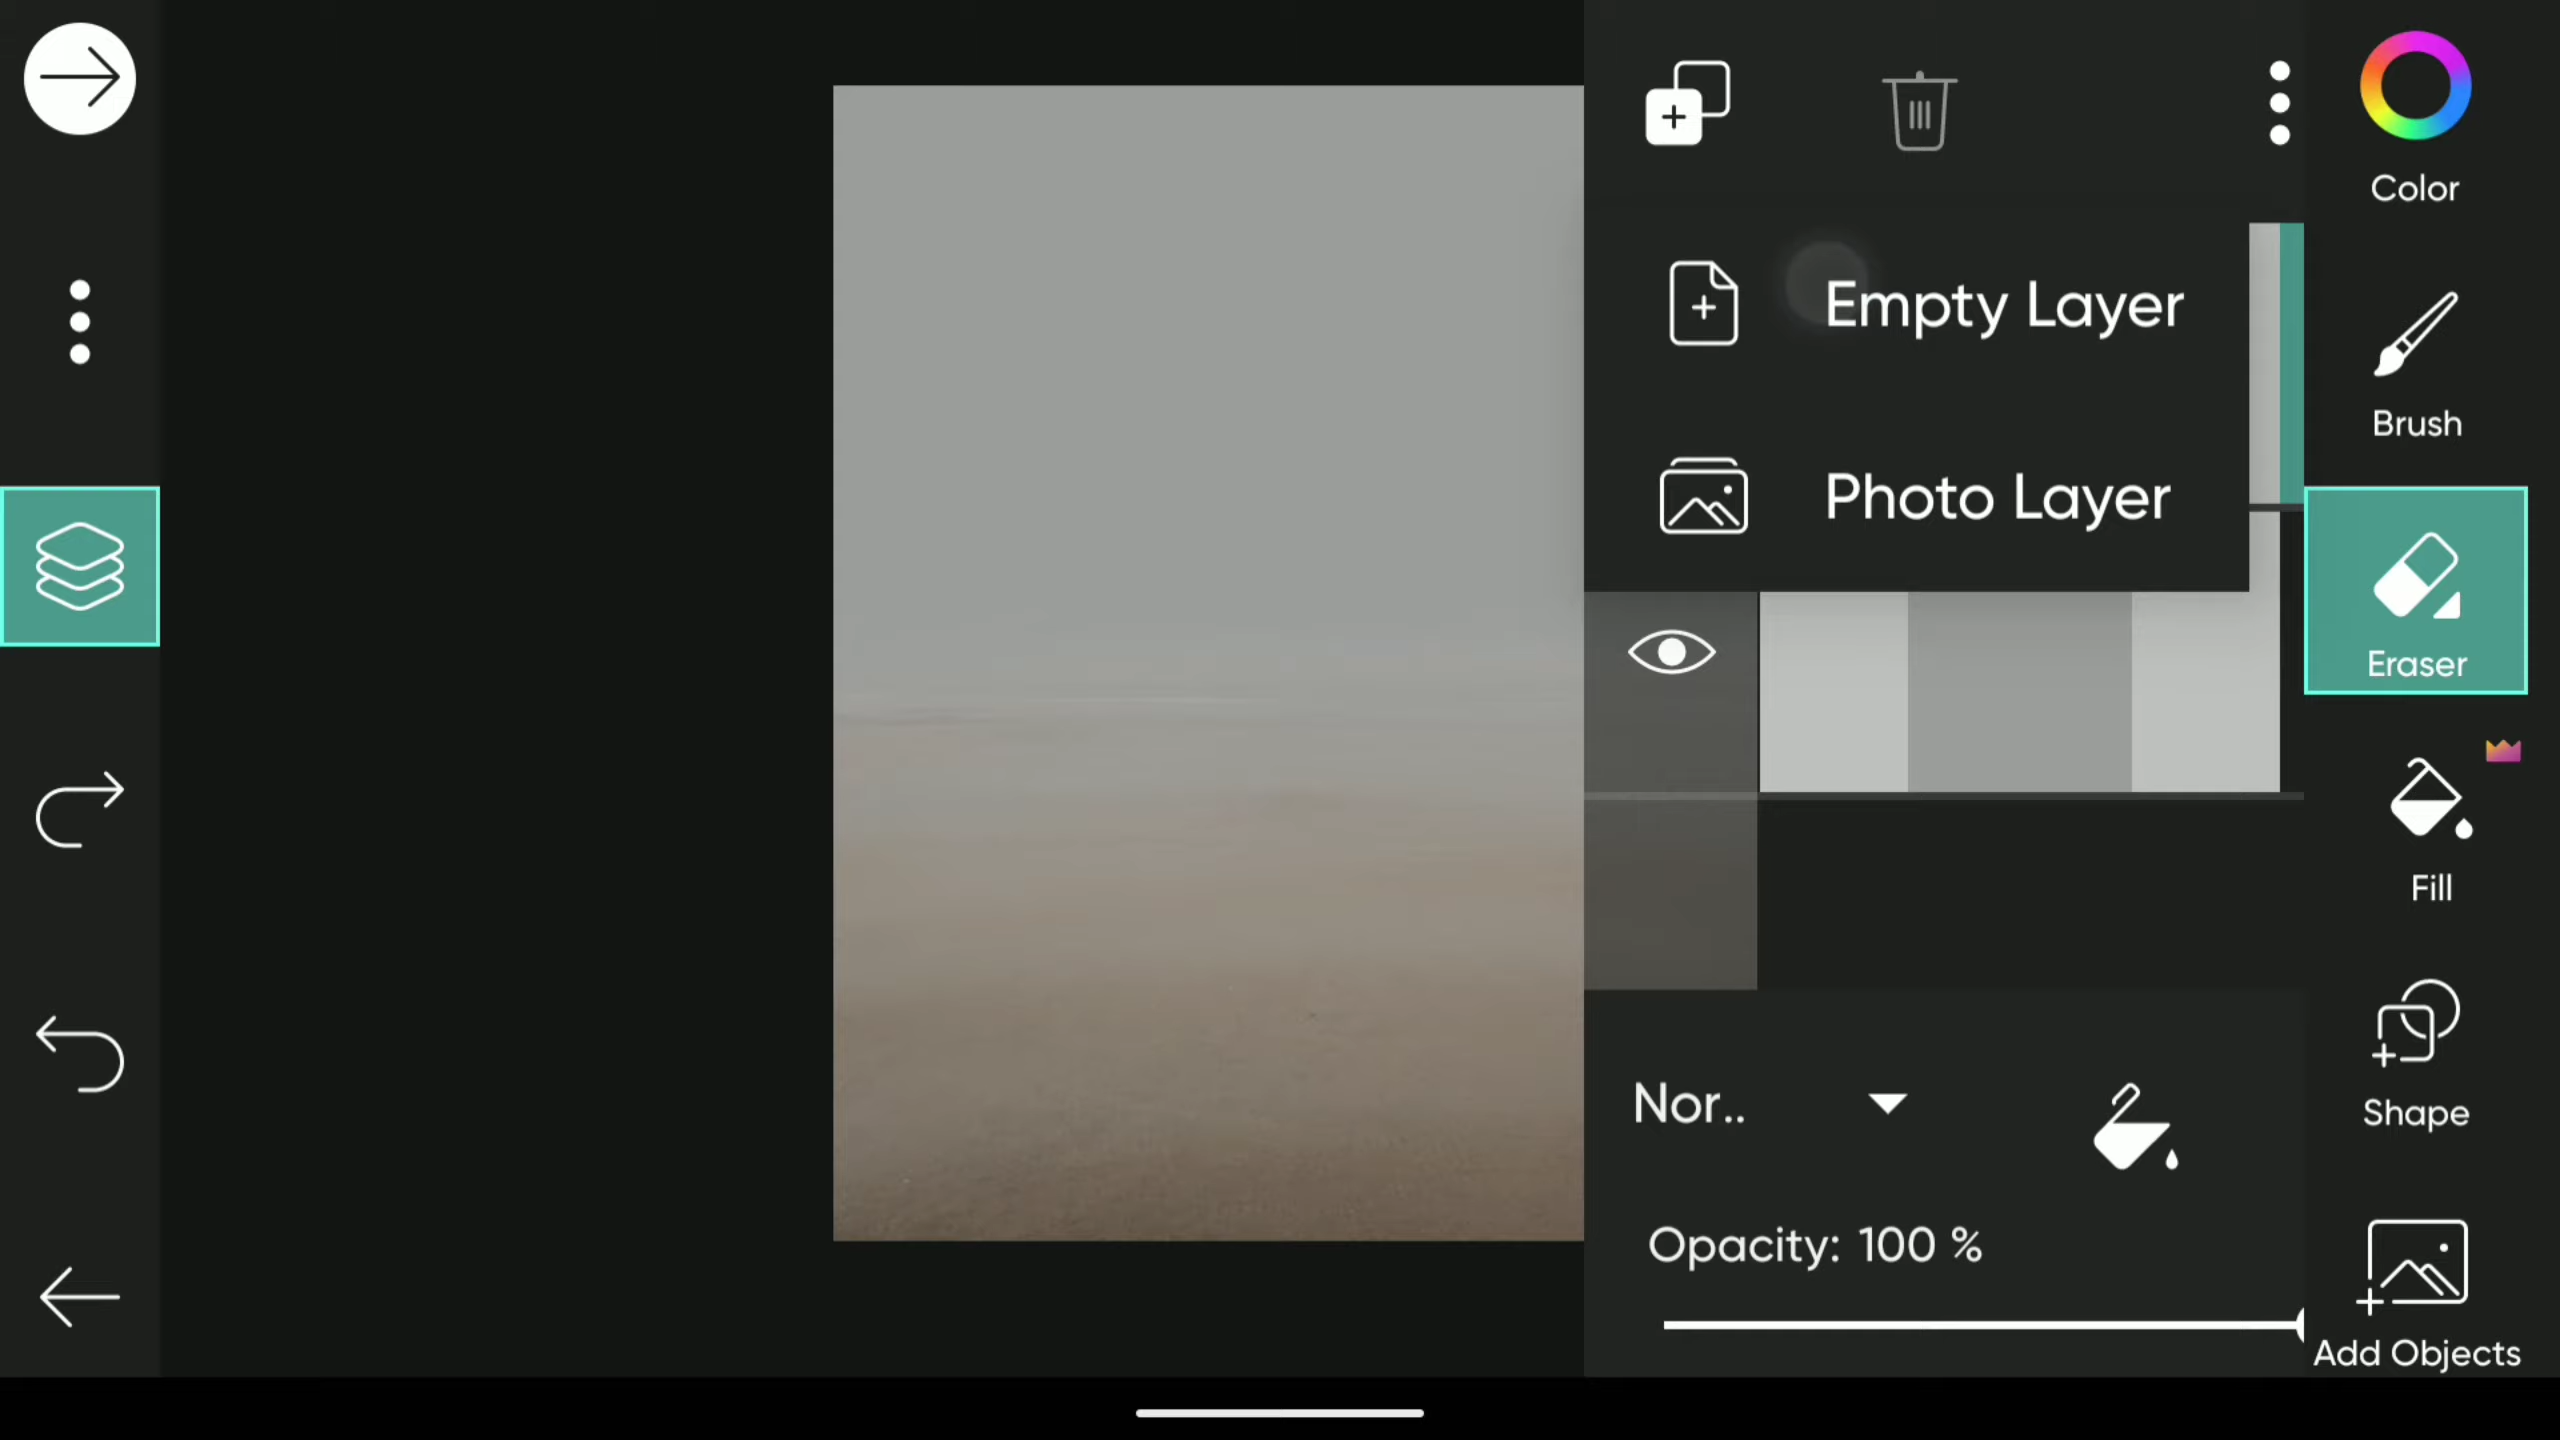 Color
Empty Layer
Brush
Photo Layer
Eraser
Fill
Nor..
Shape
Opacity: 100 %
Add Objects